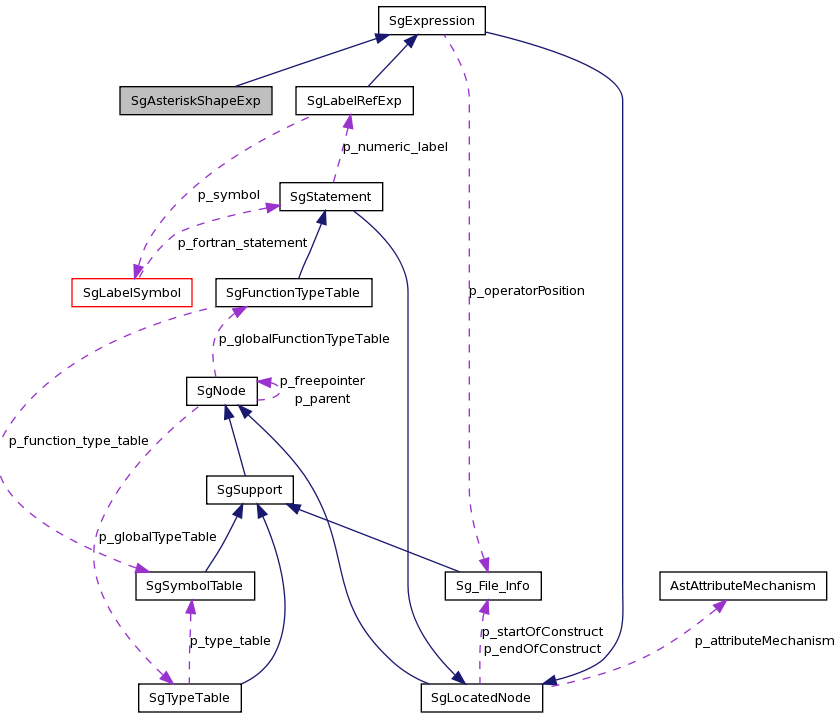 SgExpression
SgAsteriskShapeExp
SgLabelRefExp
p_numeric_label
p_symbol
SgStatement
p_fortran_statement
SgLabelSymbol
SgFunctionTypeTable
p_operatorPosition
p_globalFunctionTypeTable
SgNode
p_freepointer
p_parent
p_function_type_table
SgSupport
p_globalTypeTable
SgSymbolTable
Sg_File_Info
AstAttributeMechanism
p_type_table
p_startOfConstruct
p_endOfConstruct
p_attributeMechanism
SgTypeTable
SgLocatedNode